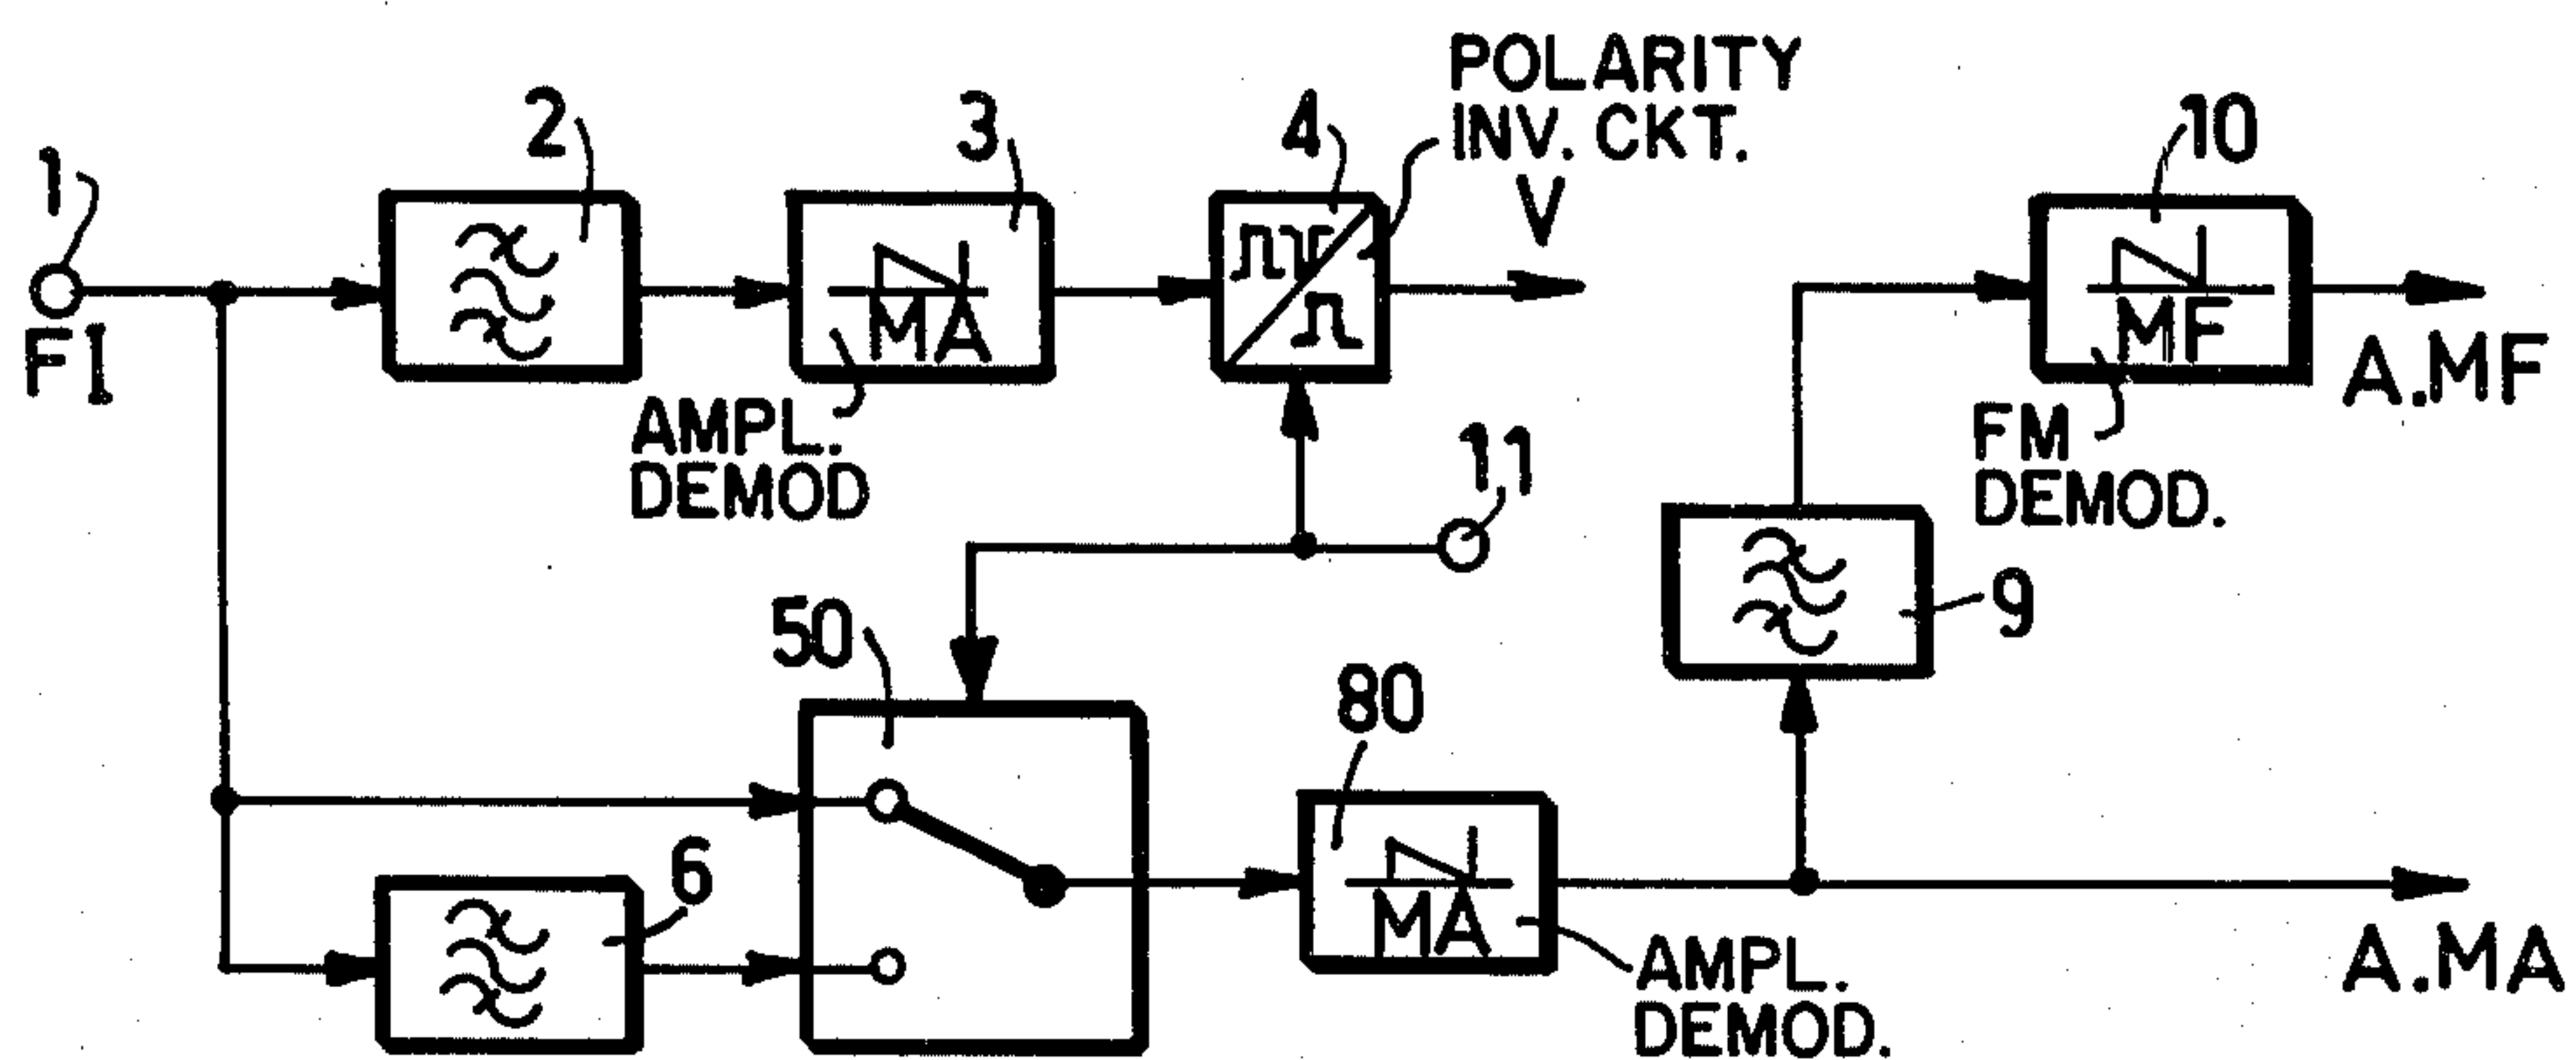 POLARITY
INV. CKT.
1
2
3
4
V
10
FI
MA
MF
A.MF
AMPL.
DEMOD
11
FM
DEMOD.
50
9
80
6
MA
AMPL.
DEMOD.
A.MA